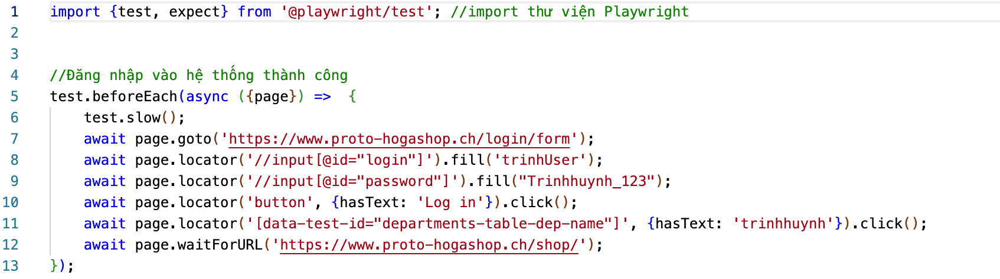 1 import {test, expect} from '@playwright/test'; //import thư viện Playwright
2
3
4 //Đăng nhập vào hệ thống thành công
5 test.beforeEach(async ({page}) =>  {
6     test.slow();
7     await page.goto('https://www.proto-hogashop.ch/login/form');
8     await page.locator('//input[@id="login"]').fill('trinhUser');
9     await page.locator('//input[@id="password"]').fill("Trinhhuynh_123");
10     await page.locator('button', {hasText: 'Log in'}).click();
11     await page.locator('[data-test-id="departments-table-dep-name"]', {hasText: 'trinhhuynh'}).click();
12     await page.waitForURL('https://www.proto-hogashop.ch/shop/');
13 });